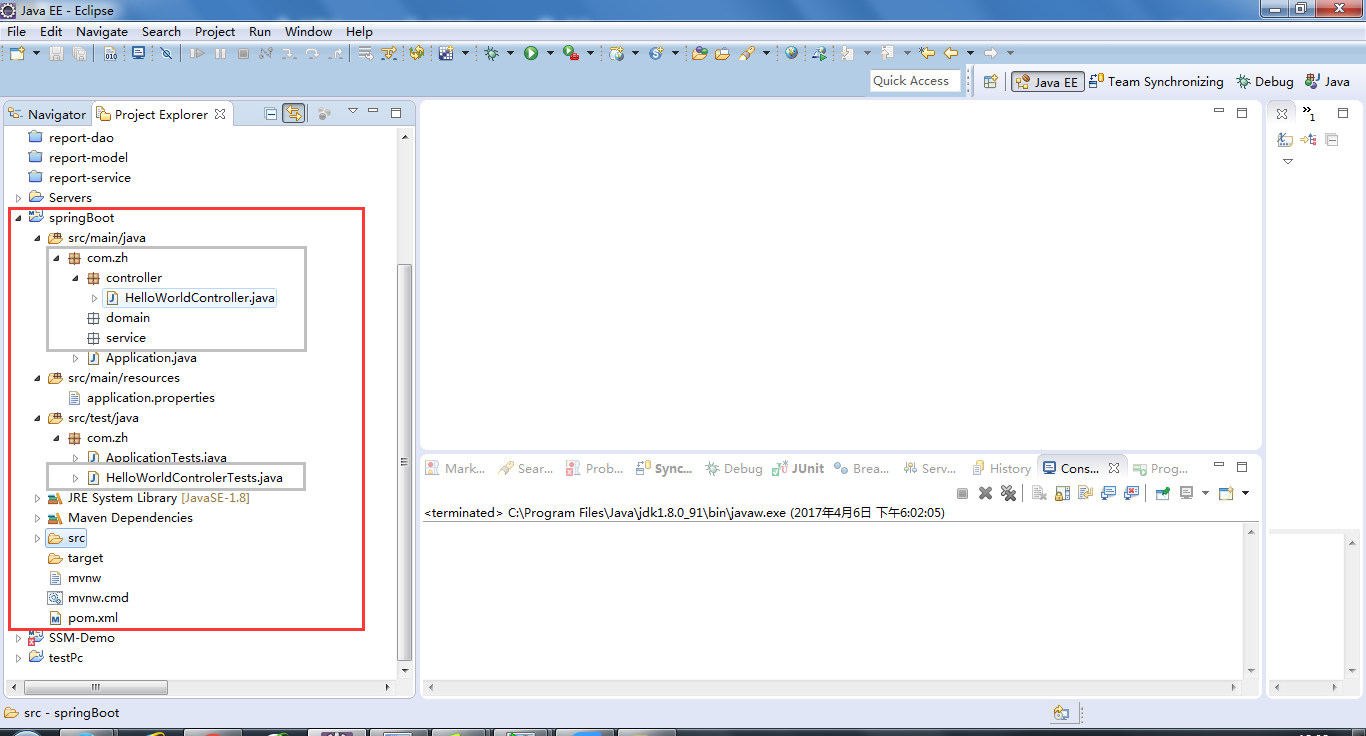 Java EE - Eclipse
File Edit Navigate Search Project Run Window Help
Quick Access
Java EE Team Synchronizing Debug Java
Navigator Project Explorer
report-dao
report-model
report-service
Servers
springBoot
src/main/java
com.zh
controller
HelloWorldController.java
domain
service
Application.java
src/main/resources
application.properties
src/test/java
com.zh
ApplicationTests.java
HelloWorldControlerTests.java
JRE System Library [JavaSE-1.8]
Maven Dependencies
src
target
mvnw
mvnw.cmd
pom.xml
SSM-Demo
testPc
1
Mark... Sear... Prob... Sync... Debug JUnit Brea... Serv... History Cons... Prog...
<terminated> C:\Program Files\Java\jdk1.8.0_91\bin\javaw.exe (2017年4月6日 下午6:02:05)
src - springBoot